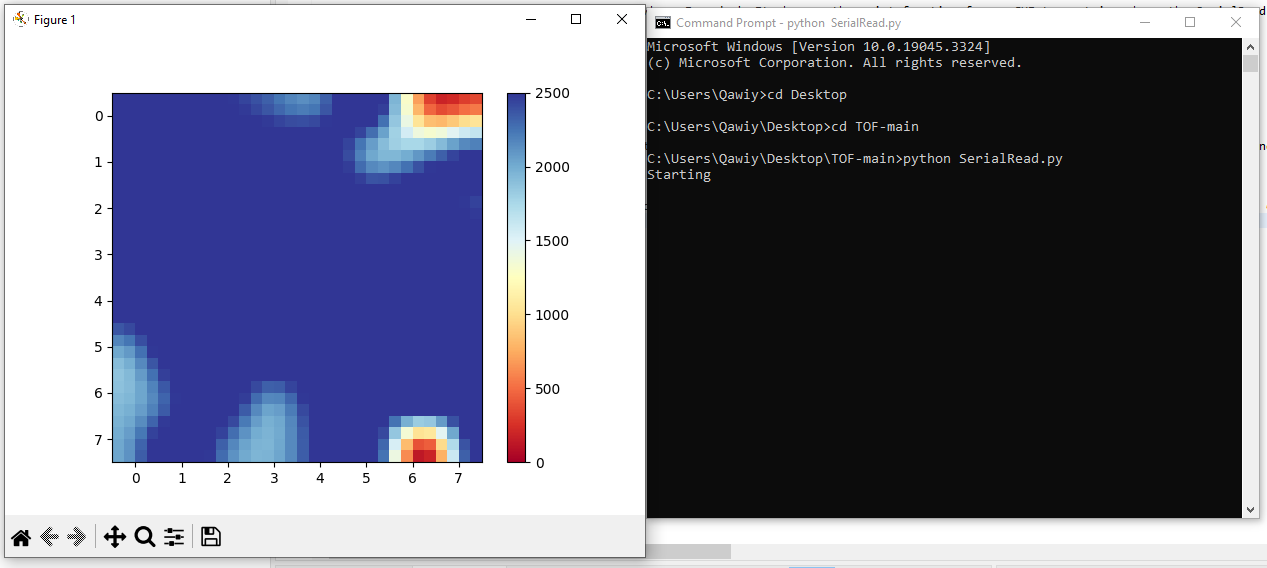 Figure 1
0
1
2
3
4
5
6
7
0 1 2 3 4 5 6 7
2500
2000
1500
1000
500
0
Command Prompt - python SerialRead.py
Microsoft Windows [Version 10.0.19045.3324]
(c) Microsoft Corporation. All rights reserved.
C:\Users\Qawiy>cd Desktop
C:\Users\Qawiy\Desktop>cd TOF-main
C:\Users\Qawiy\Desktop\TOF-main>python SerialRead.py
Starting